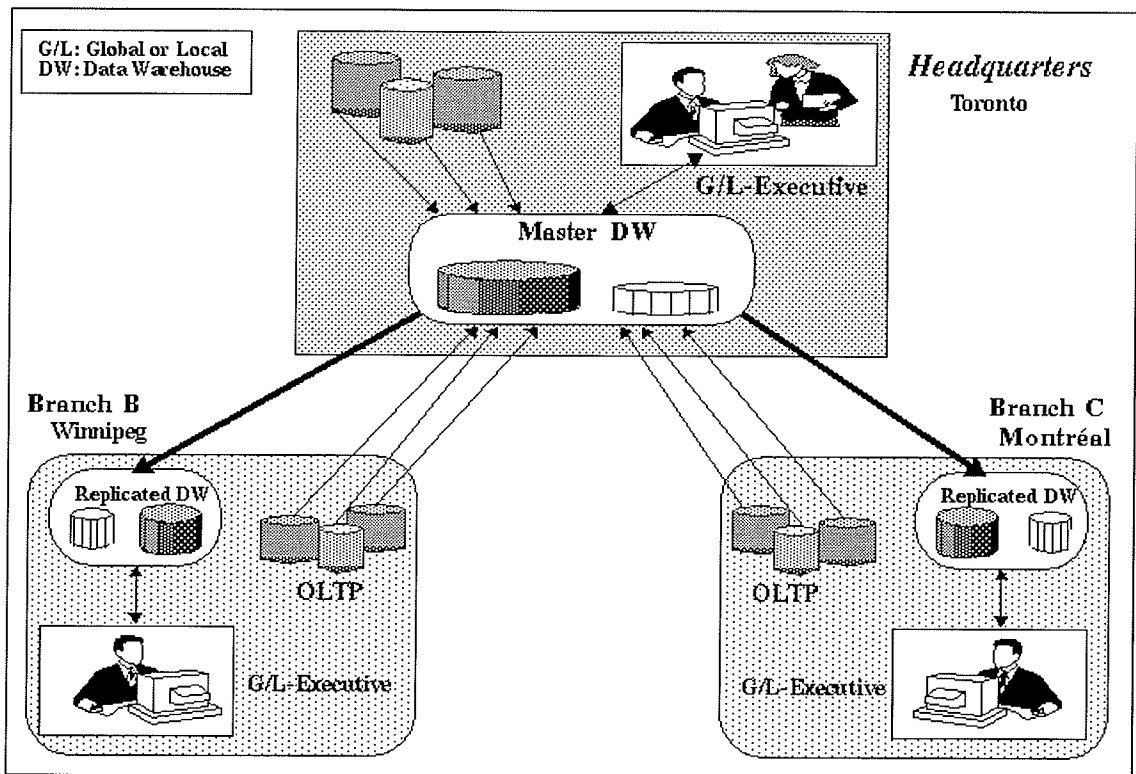 G/L: Global or Local
DW: Data Warehouse
Headquarters
Toronto
G/L-Executive
Master DW
Branch B
Winnipeg
Branch C
Montréal
Replicated DW
Replicated DW
OLTP
OLTP
G/L-Executive
G/L-Executive